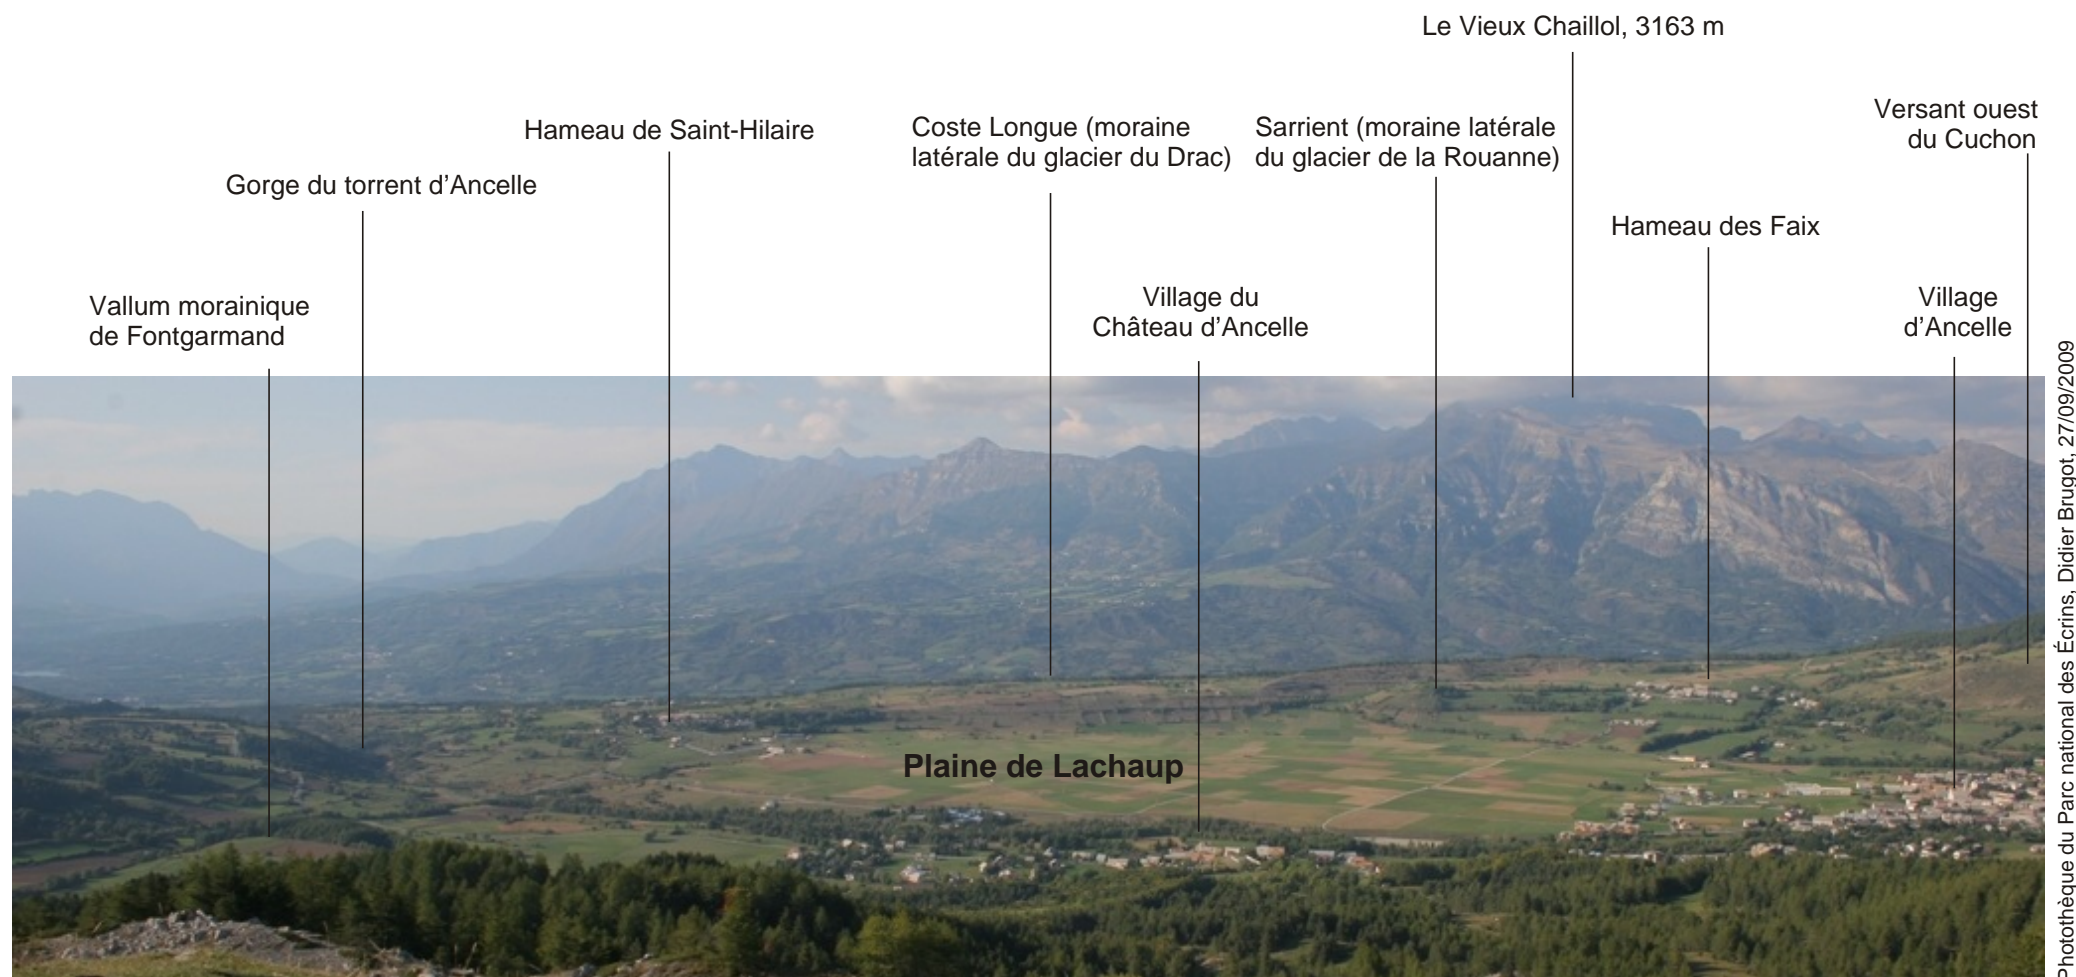 Le Vieux Chaillol, 3163 m
Versant ouest
du Cuchon
Hameau de Saint-Hilaire
Coste Longue (moraine
latérale du glacier du Drac)
Sarrient (moraine latérale
du glacier de la Rouanne)
Gorge du torrent d’Ancelle
Hameau des Faix
Vallum morainique
de Fontgarmand
Village du
Château d’Ancelle
Village
d’Ancelle
Plaine de Lachaup
Photothèque du Parc national des Écrins, Didier Brugot, 27/09/2009